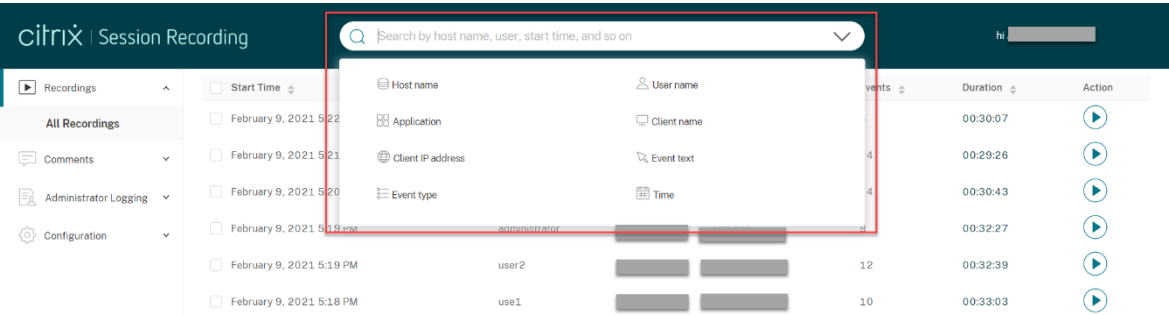 citrix | Session Recording
Search by host name, user, start time, and so on
hi
Recordings
All Recordings
Comments
Administrator Logging
Configuration
Host name User name
Application Client name
Client IP address Event text
Event type Time
Start Time Duration Action
February 9, 2021 5:22 00:30:07
February 9, 2021 5:21 4 00:29:26
February 9, 2021 5:20 4 00:30:43
February 9, 2021 5:19 PM administrator 8 00:32:27
February 9, 2021 5:19 PM user2 12 00:32:39
February 9, 2021 5:18 PM use1 10 00:33:03